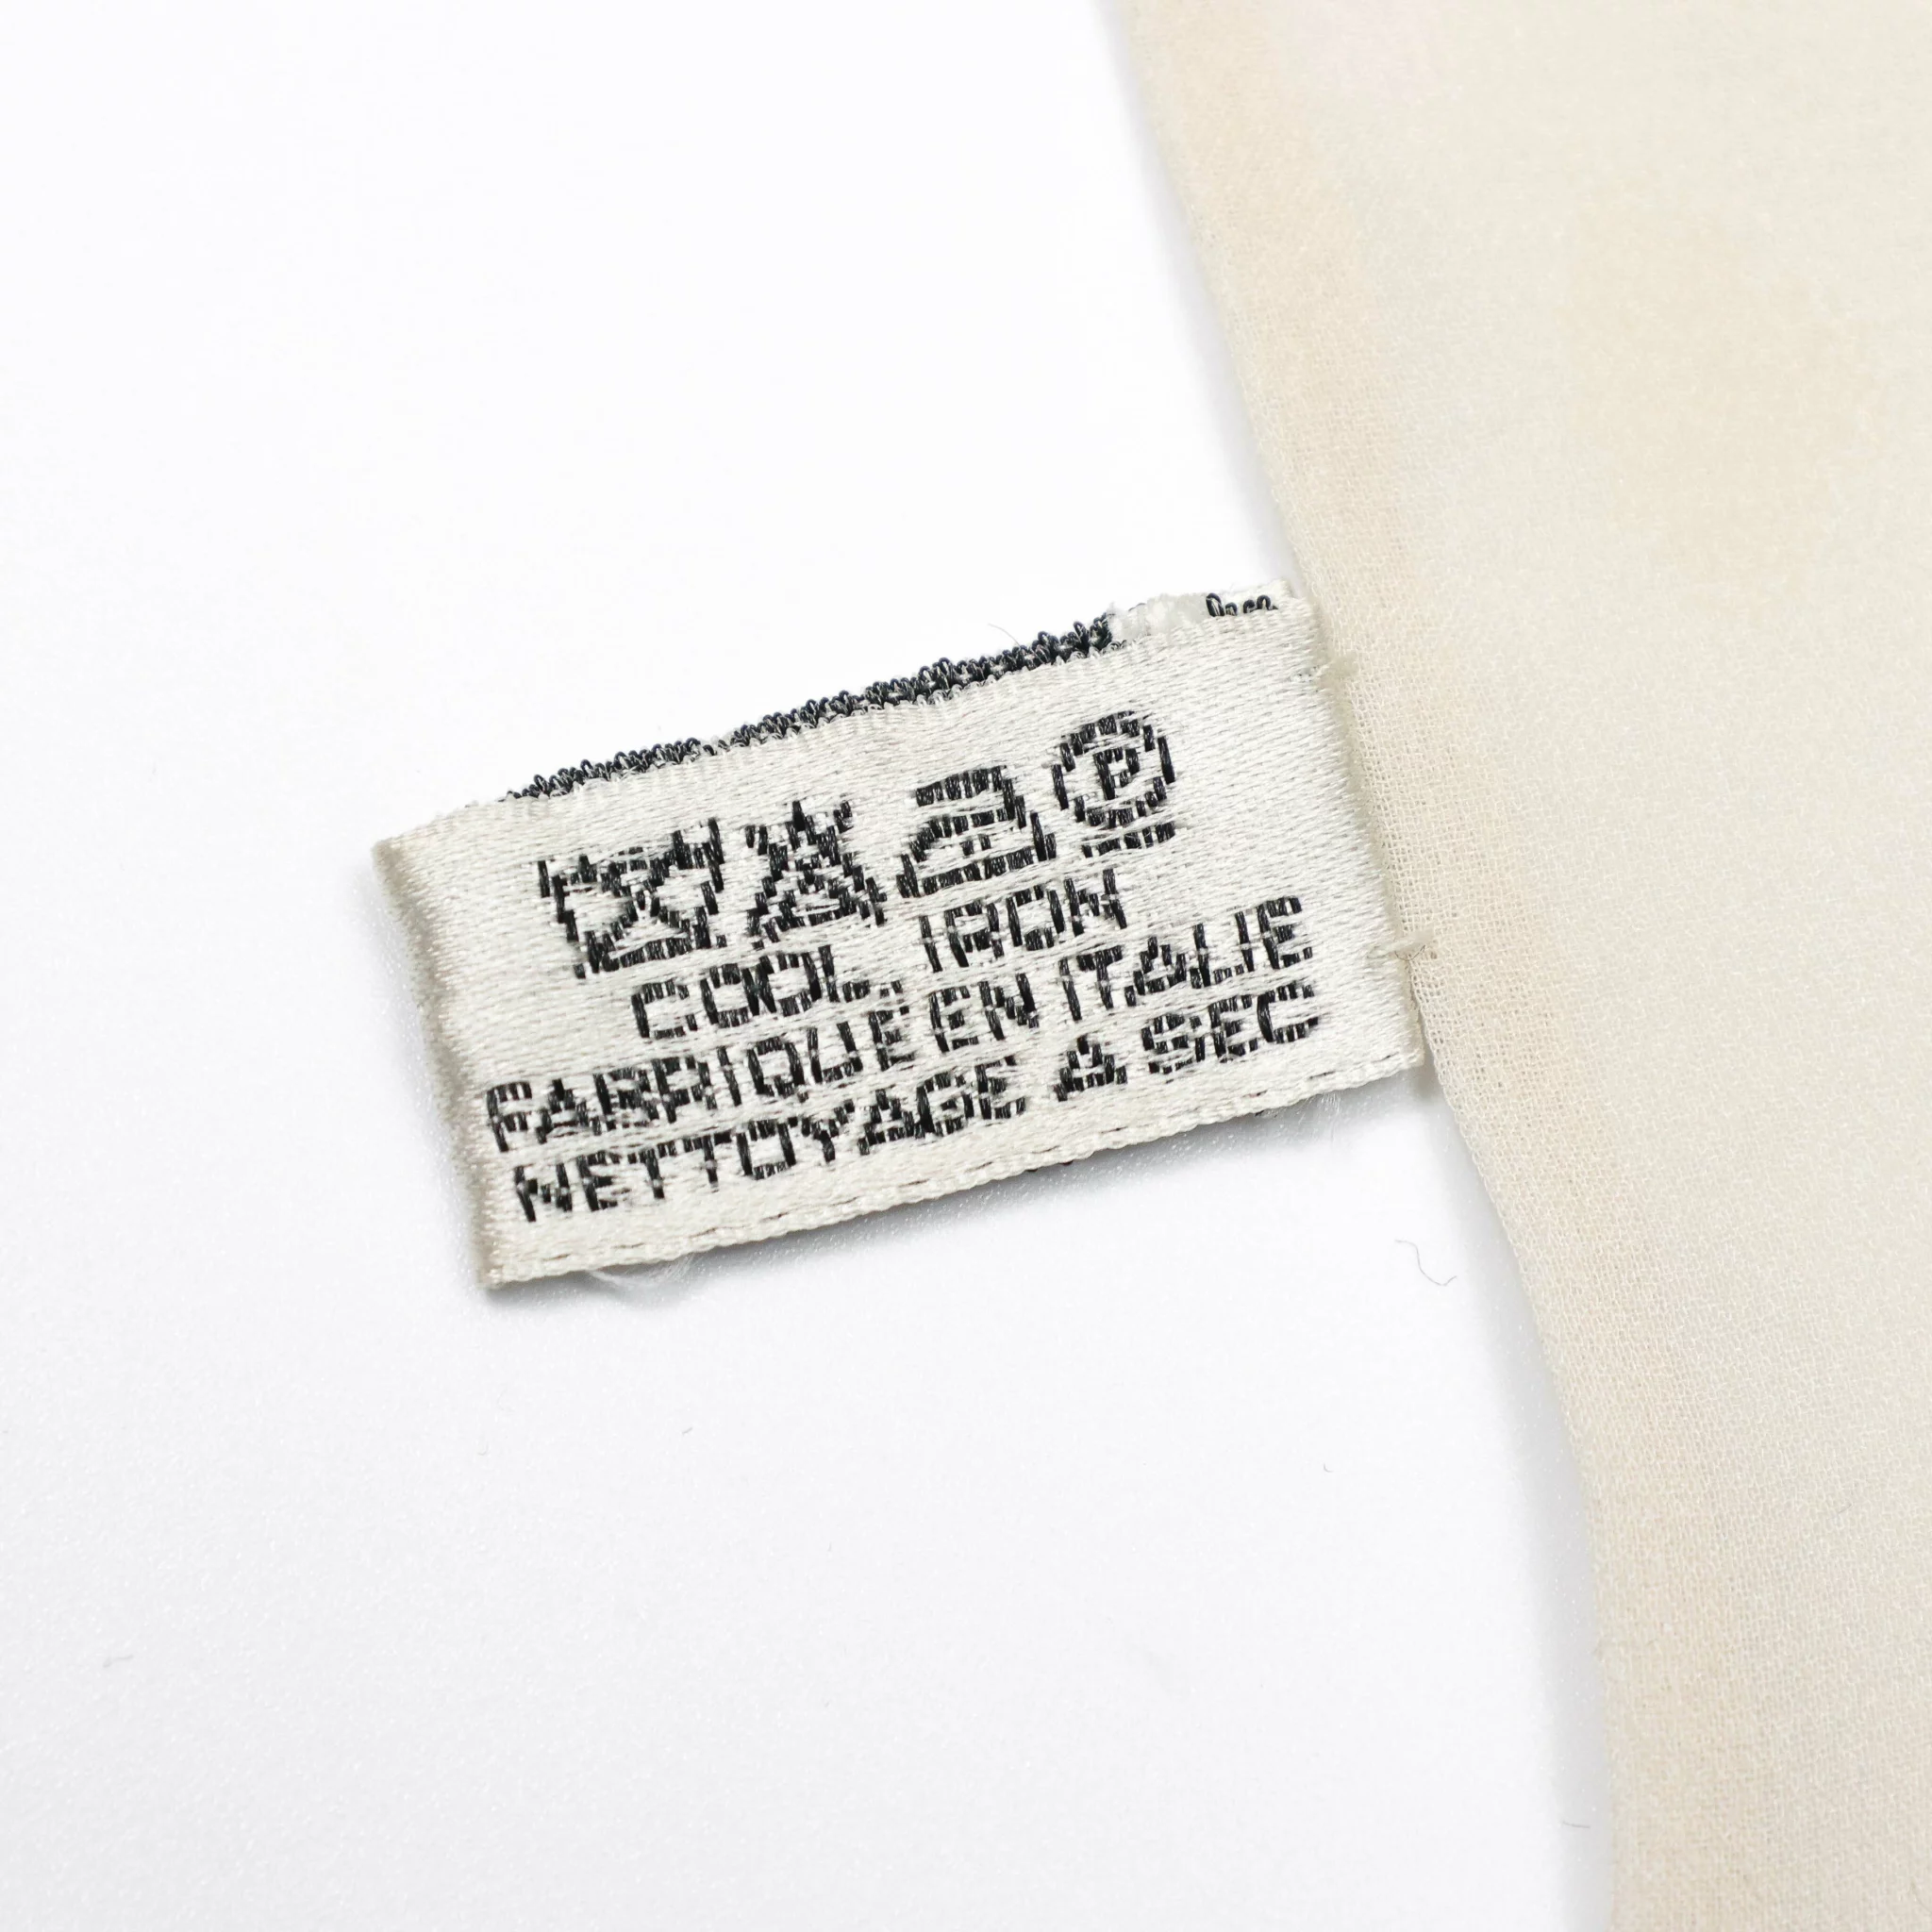 P
COOL IRON
FABRIQUE EN ITALIE
NETTOYAGE A SEC